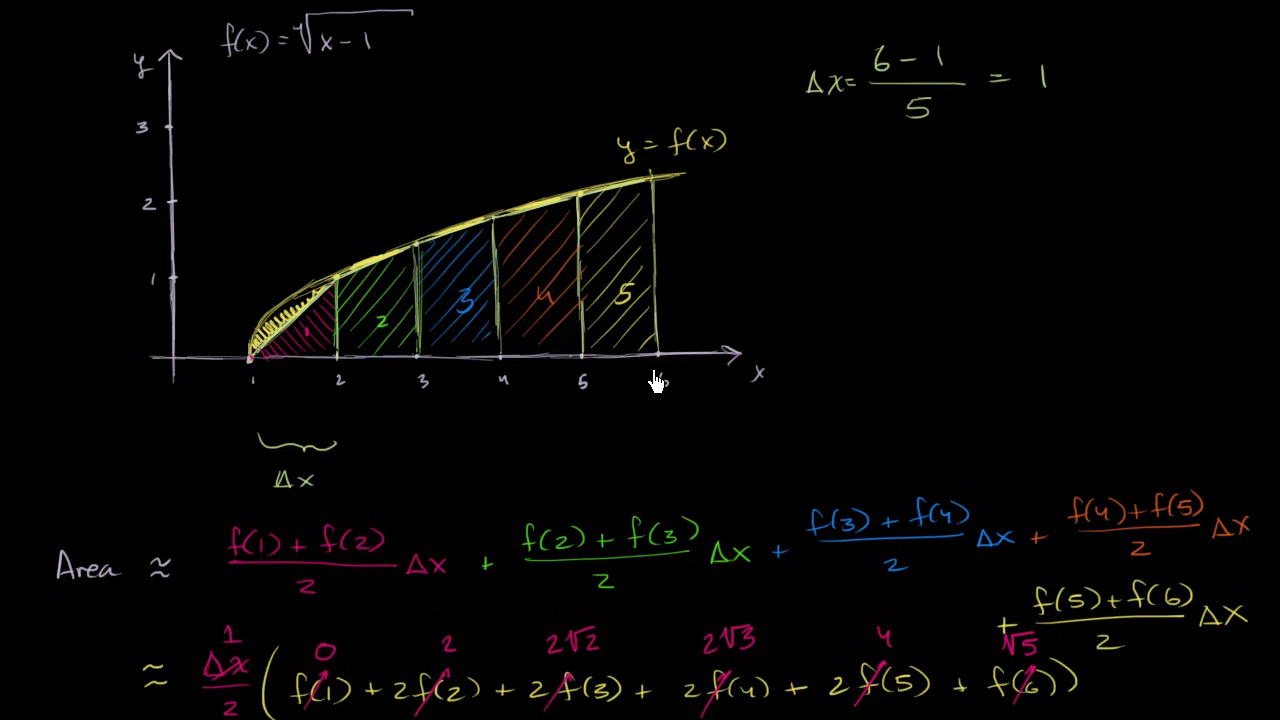 f(x) = √x - 1
Δx = 6 - 1 / 5 = 1
y
3
2
1
y = f(x)
1 2 3 4 5
1 2 3 4 5
x
Δx
Area ≈ f(1) + f(2) / 2 Δx + f(2) + f(3) / 2 Δx + f(3) + f(4) / 2 Δx + f(4) + f(5) / 2 Δx
+ f(5) + f(6) / 2 Δx
1 0 2 2√2 2√3 4 √5
≈ Δx / 2 ( f(1) + 2f(2) + 2f(3) + 2f(4) + 2f(5) + f(6) )